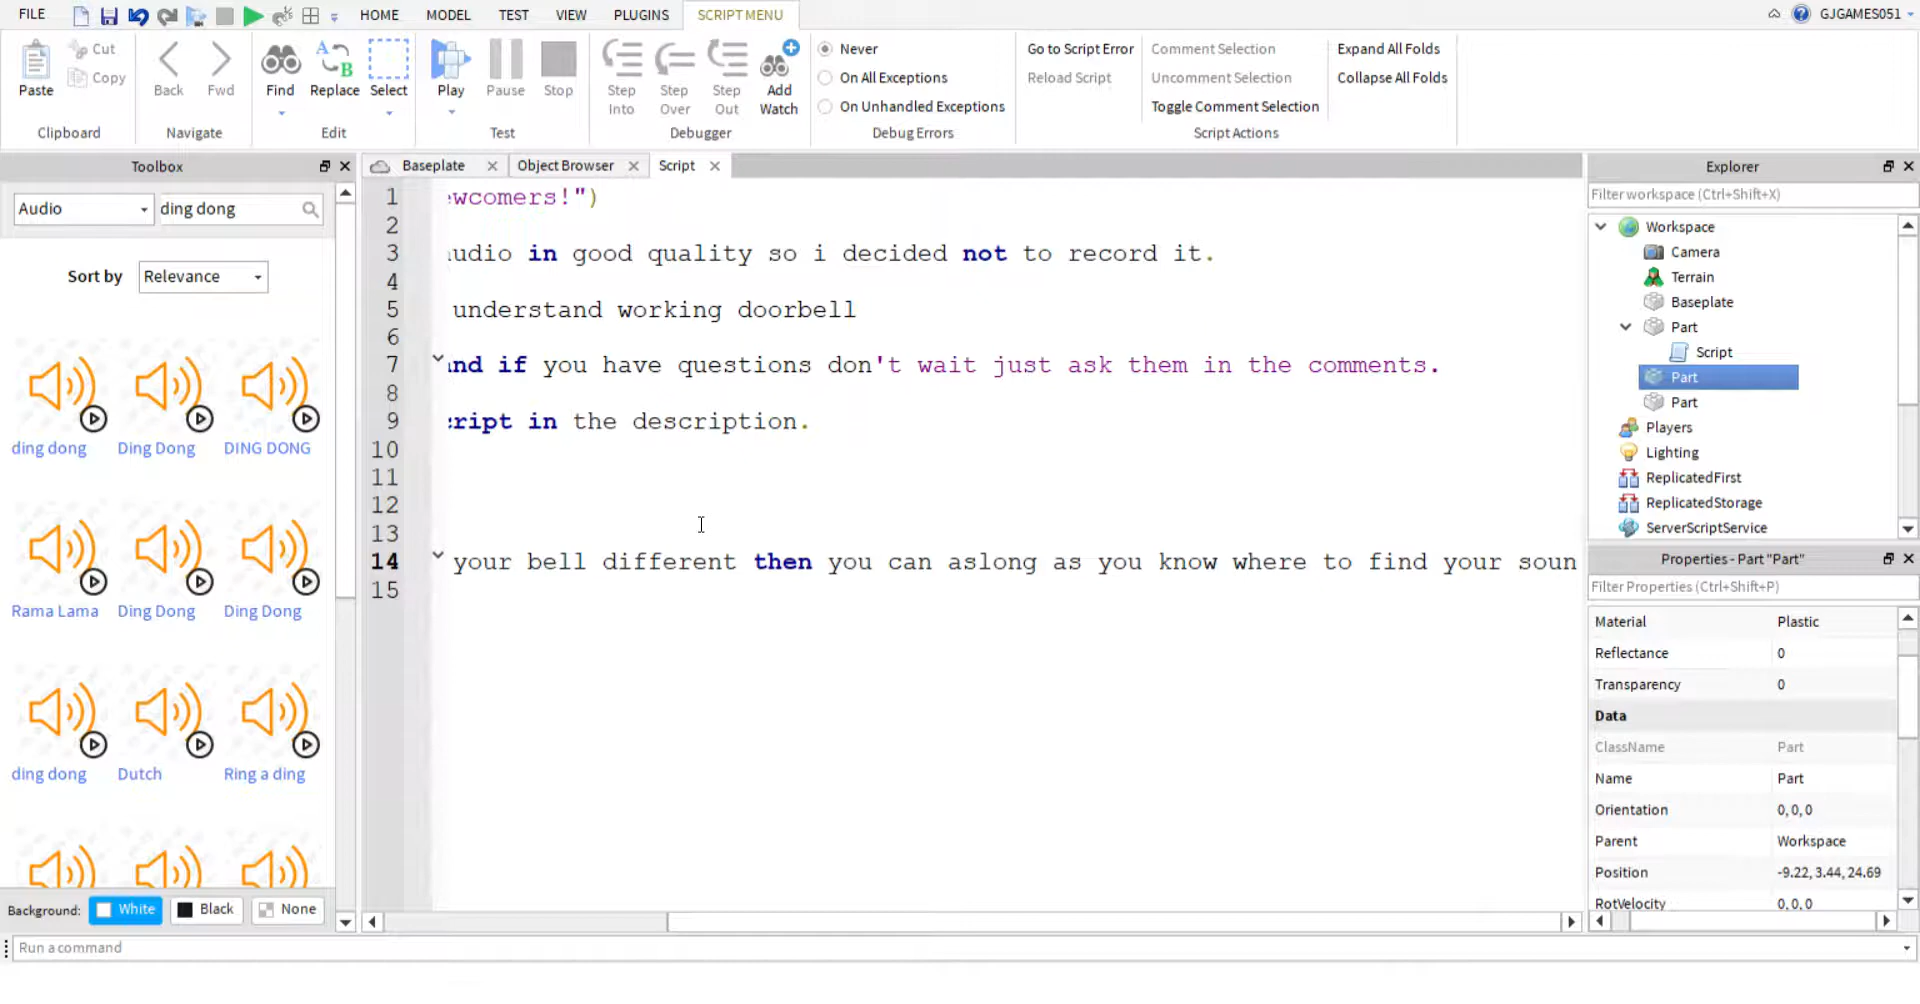 FILE HOME MODEL TEST VIEW PLUGINS SCRIPT MENU GJGAMES051
Paste Cut Copy Clipboard
Back Fwd Navigate
Find Replace Select Edit
Play Pause Stop Test
Step Into Step Over Step Out Add Watch Debugger
Never
On All Exceptions
On Unhandled Exceptions
Debug Errors
Go to Script Error
Reload Script
Comment Selection
Uncomment Selection
Toggle Comment Selection
Expand All Folds
Collapse All Folds
Script Actions
Toolbox
Audio ding dong
Sort by Relevance
ding dong Ding Dong DING DONG
Rama Lama Ding Dong Ding Dong
ding dong Dutch Ring a ding
Background: White Black None
Baseplate Object Browser Script
1 wcomers!")
2
3 udio in good quality so i decided not to record it.
4
5 understand working doorbell
6
7 nd if you have questions don't wait just ask them in the comments.
8
9 cript in the description.
10
11
12
13
14 your bell different then you can aslong as you know where to find your soun
15
Explorer
Filter workspace (Ctrl+Shift+X)
Workspace
Camera
Terrain
Baseplate
Part
Script
Part
Part
Players
Lighting
ReplicatedFirst
ReplicatedStorage
ServerScriptService
Properties - Part "Part"
Filter Properties (Ctrl+Shift+P)
Material Plastic
Reflectance 0
Transparency 0
Data
ClassName Part
Name Part
Orientation 0,0,0
Parent Workspace
Position -9.22, 3.44, 24.69
RotVelocity 0,0,0
Run a command